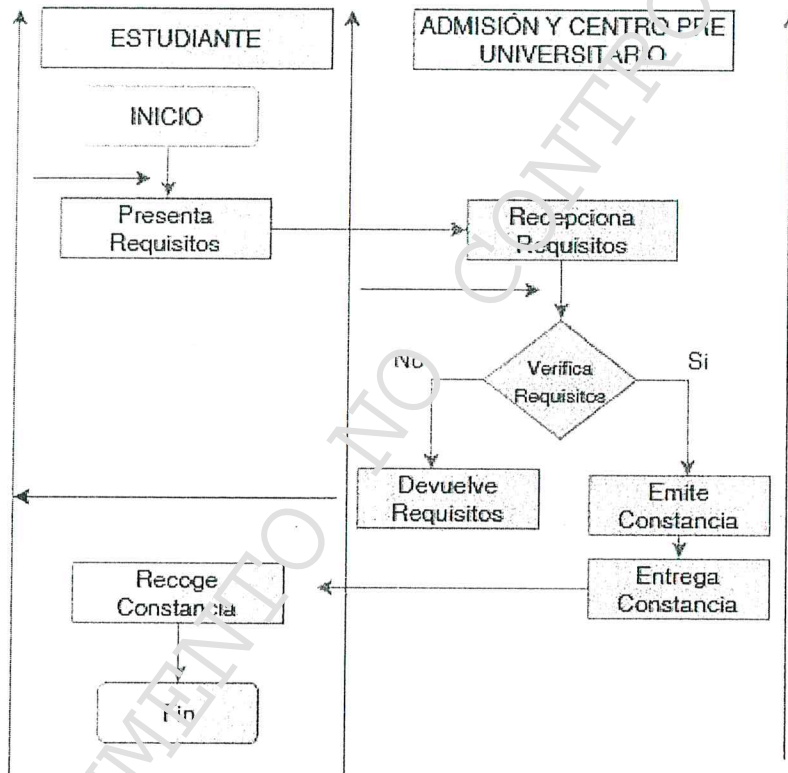 ESTUDIANTE
ADMISIÓN Y CENTRO PRE
UNIVERSITARIO
INICIO
Presenta
Requisitos
Recepciona
Requisitos
No
Verifica
Requisitos
Si
Devuelve
Requisitos
Emite
Constancia
Recoge
Constancia
Entrega
Constancia
Fin
NO